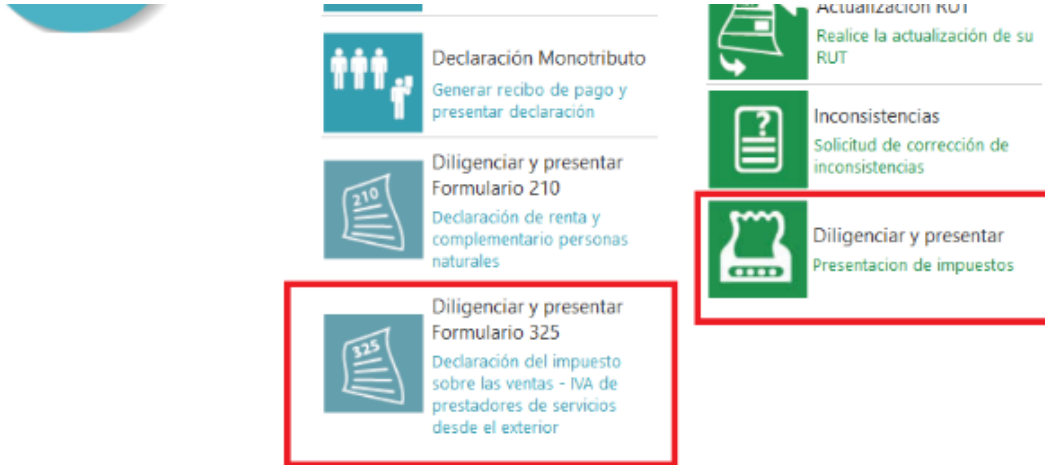 Declaración Monotributo
Generar recibo de pago y
presentar declaración
Diligenciar y presentar
Formulario 210
210
Declaración de renta y
complementario personas
naturales
Diligenciar y presentar
Formulario 325
325
Declaración del impuesto
sobre las ventas - IVA de
prestadores de servicios
desde el exterior
Actualización RUT
Realice la actualización de su
RUT
?
Inconsistencias
Solicitud de corrección de
inconsistencias
Diligenciar y presentar
Presentacion de impuestos